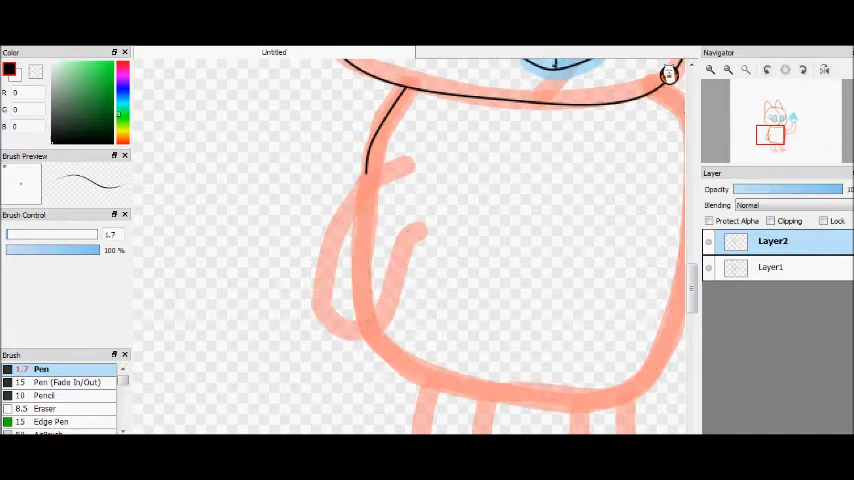 Color
Untitled
Navigator
R 0
G 0
B 0
Brush Preview
Layer
Opacity 10
Blending Normal
Protect Alpha Clipping Lock
Brush Control
1.7
100 %
Layer2
Layer1
Brush
1.7 Pen
15 Pen (Fade In/Out)
10 Pencil
8.5 Eraser
15 Edge Pen
AirBrush